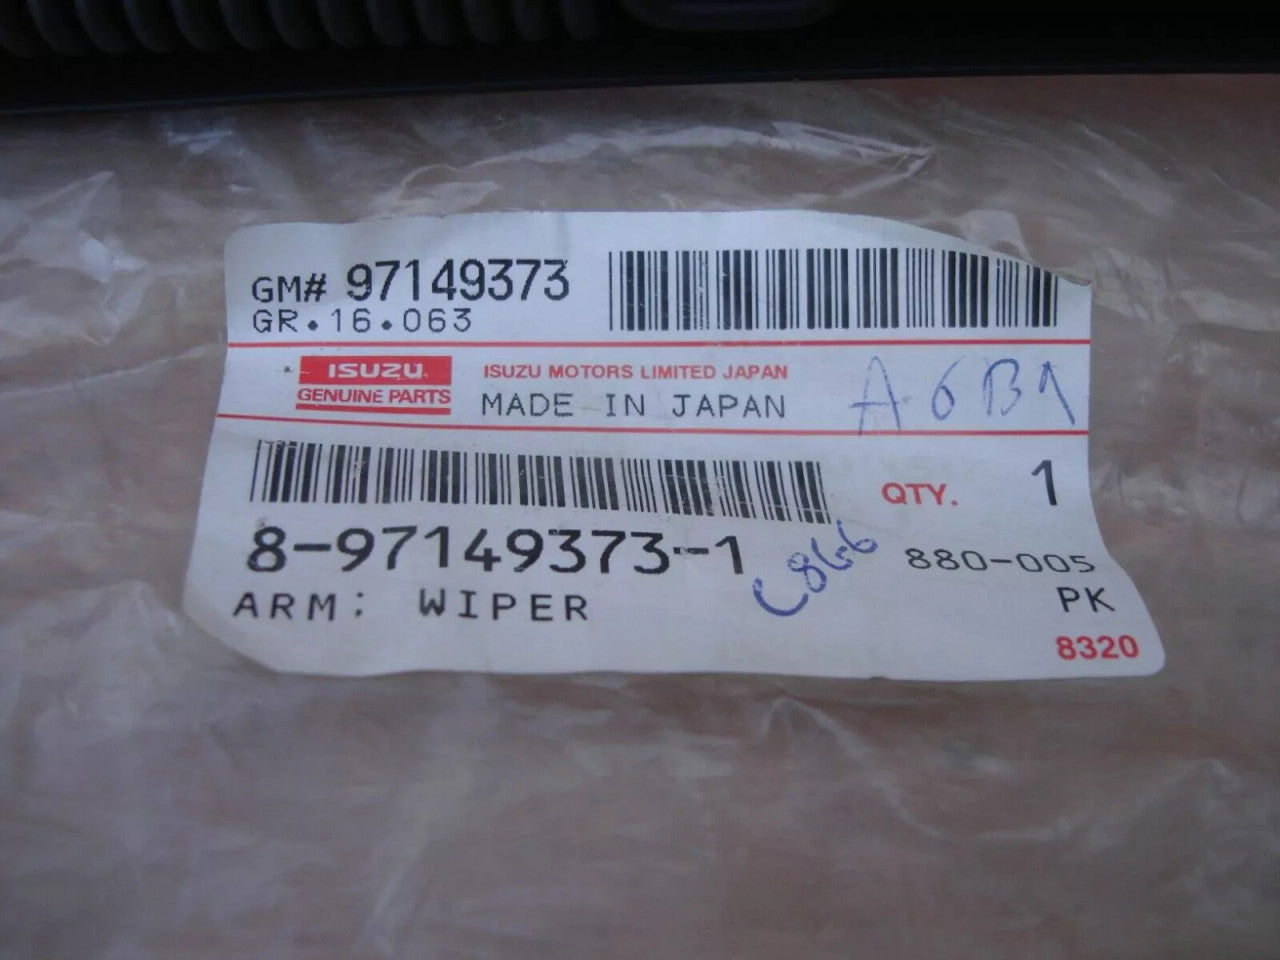 GM# 97149373
GR.16.063
ISUZU
GENUINE PARTS
ISUZU MOTORS LIMITED JAPAN
MADE IN JAPAN
A6B1
QTY. 1
8-97149373-1
880-005
ARM: WIPER
PK
8320